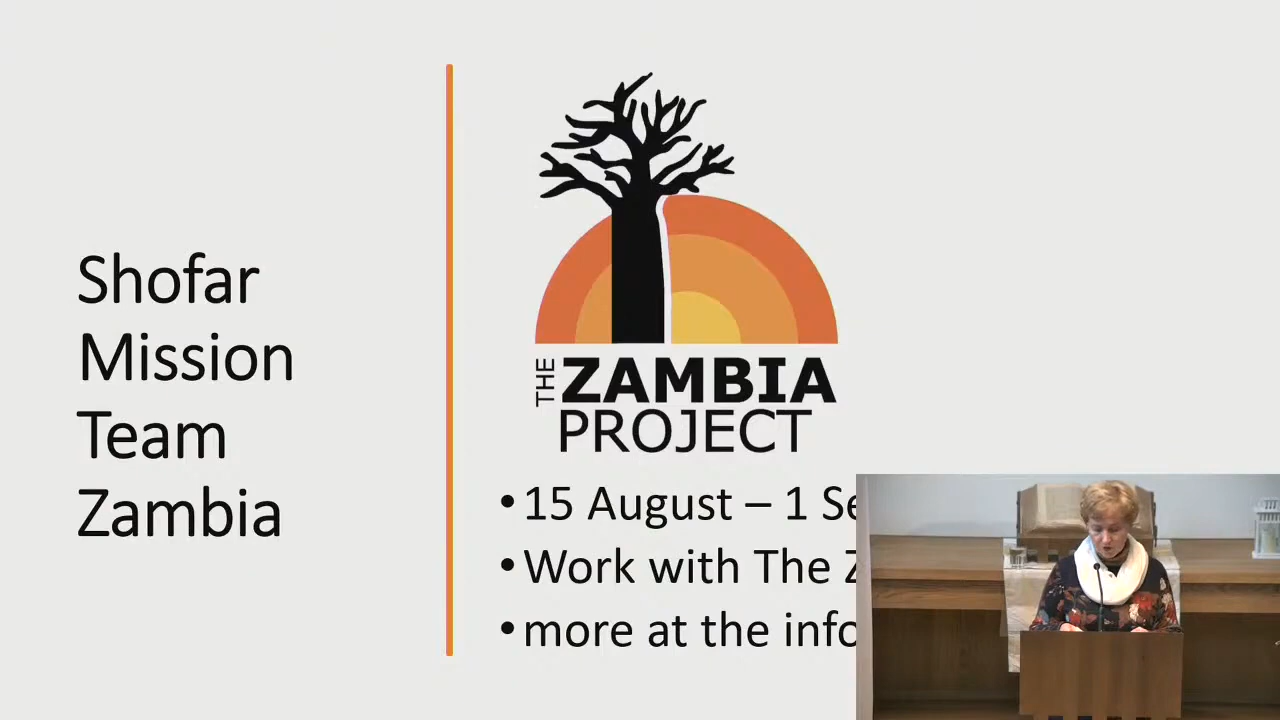 Shofar
Mission
Team
Zambia
THE ZAMBIA
PROJECT
• 15 August – 1 Se
• Work with The Z
• more at the info